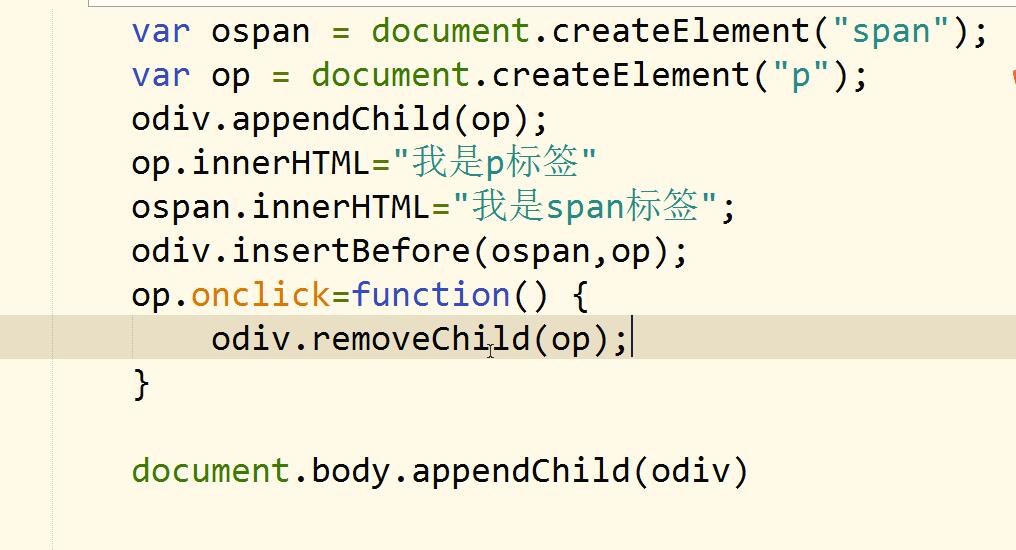 var ospan = document.createElement("span");
var op = document.createElement("p");
odiv.appendChild(op);
op.innerHTML="我是p标签"
ospan.innerHTML="我是span标签";
odiv.insertBefore(ospan,op);
op.onclick=function() {
odiv.removeChild(op);
}
document.body.appendChild(odiv)